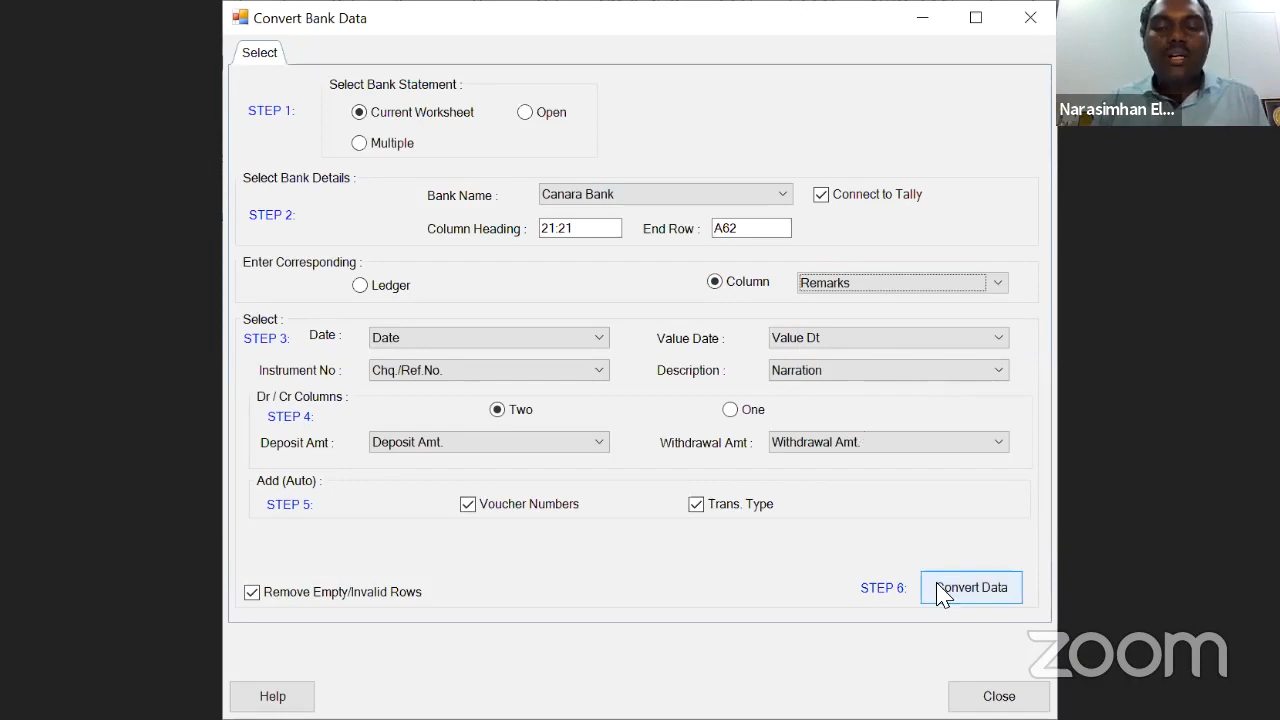 Convert Bank Data
Select
Select Bank Statement :
STEP 1:
Current Worksheet
Open
Multiple
Narasimhan El...
Select Bank Details :
STEP 2:
Bank Name :
Canara Bank
Connect to Tally
Column Heading :
21:21
End Row :
A62
Enter Corresponding :
Ledger
Column
Remarks
Select :
STEP 3:
Date :
Date
Value Date :
Value Dt
Instrument No :
Chq./Ref.No.
Description :
Narration
Dr / Cr Columns :
STEP 4:
Two
One
Deposit Amt :
Deposit Amt.
Withdrawal Amt :
Withdrawal Amt.
Add (Auto) :
STEP 5:
Voucher Numbers
Trans. Type
Remove Empty/Invalid Rows
STEP 6:
Convert Data
zoom
Help
Close